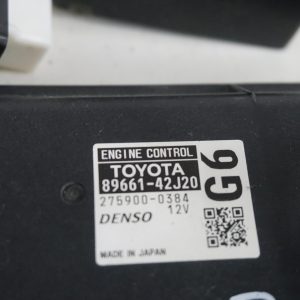 ENGINE CONTROL
TOYOTA
89661-42J20
275900-0384
DENSO 12V
MADE IN JAPAN
G6